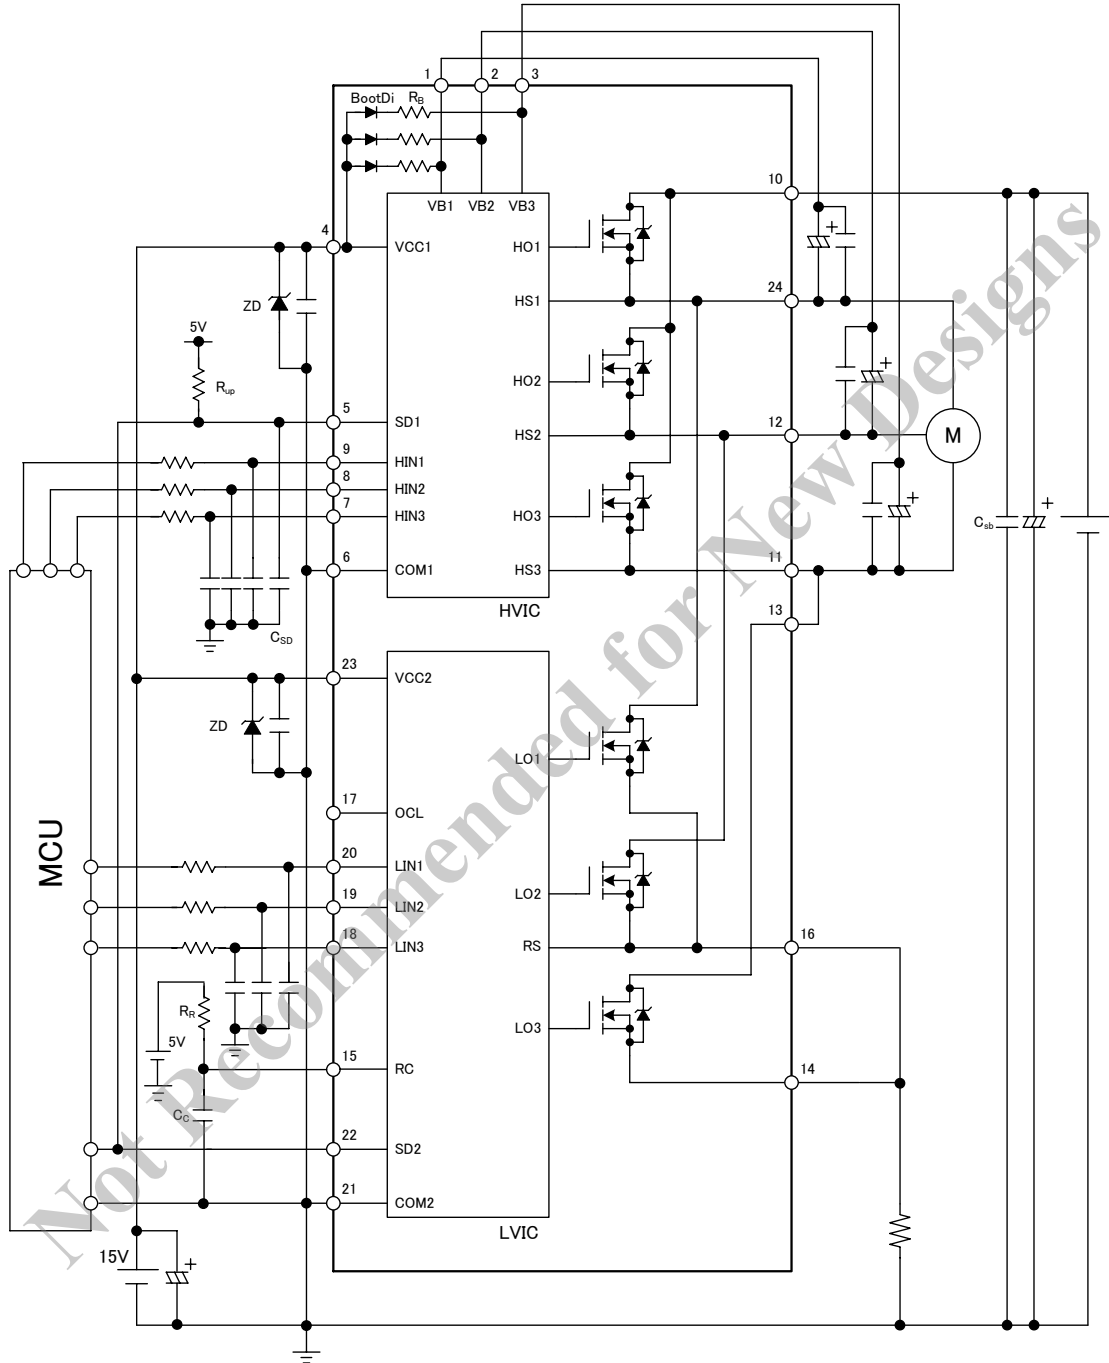 1 2 3
BootDi RB
VB1 VB2 VB3
4 VCC1 HO1
10
ZD
HS1 24
5V
Rup
HO2
5 SD1
HS2 12
M
9 HIN1
8 HIN2
7 HIN3 HO3
Csb
6 COM1 HS3 11
HVIC
13
CSD
23 VCC2
ZD
LO1
17 OCL
MCU
20 LIN1
19 LIN2 LO2
18 LIN3 RS 16
RR
5V
LO3
15 RC 14
CC
22 SD2
21 COM2
LVIC
15V
+
+
+
+
+
Not Recommended for New Designs